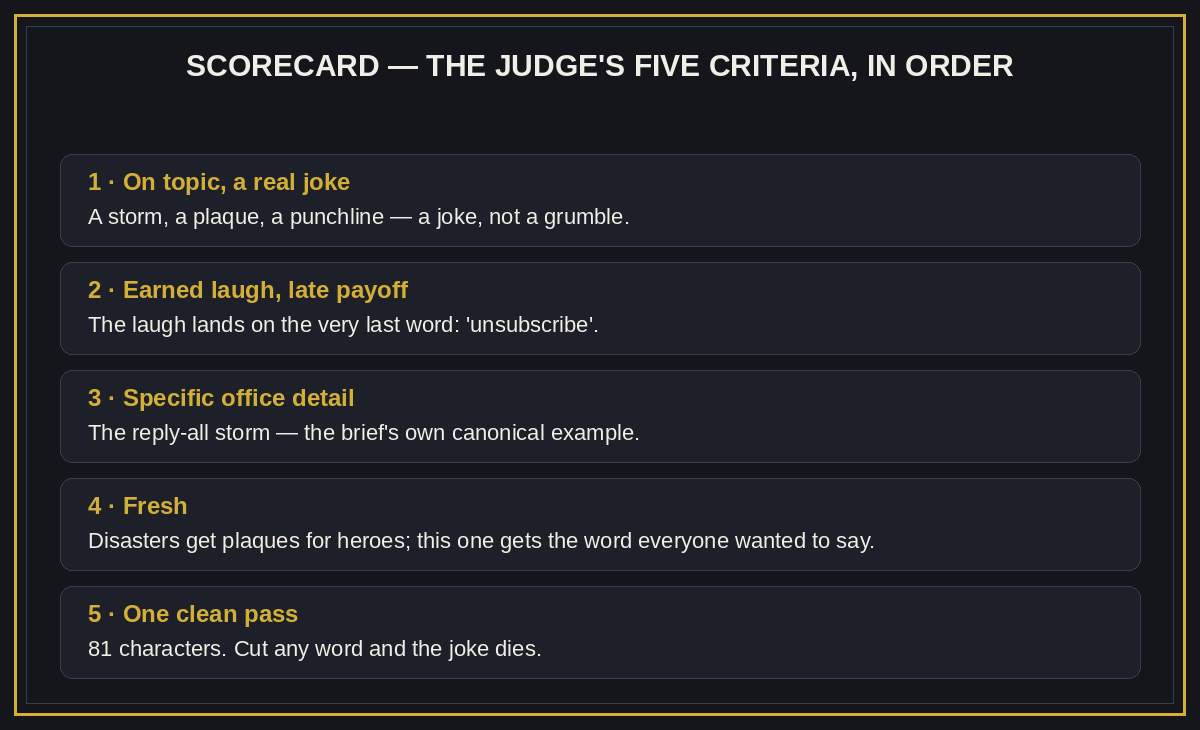 SCORECARD — THE JUDGE'S FIVE CRITERIA, IN ORDER
1 · On topic, a real joke
A storm, a plaque, a punchline — a joke, not a grumble.
2 · Earned laugh, late payoff
The laugh lands on the very last word: 'unsubscribe'.
3 · Specific office detail
The reply-all storm — the brief's own canonical example.
4 · Fresh
Disasters get plaques for heroes; this one gets the word everyone wanted to say.
5 · One clean pass
81 characters. Cut any word and the joke dies.